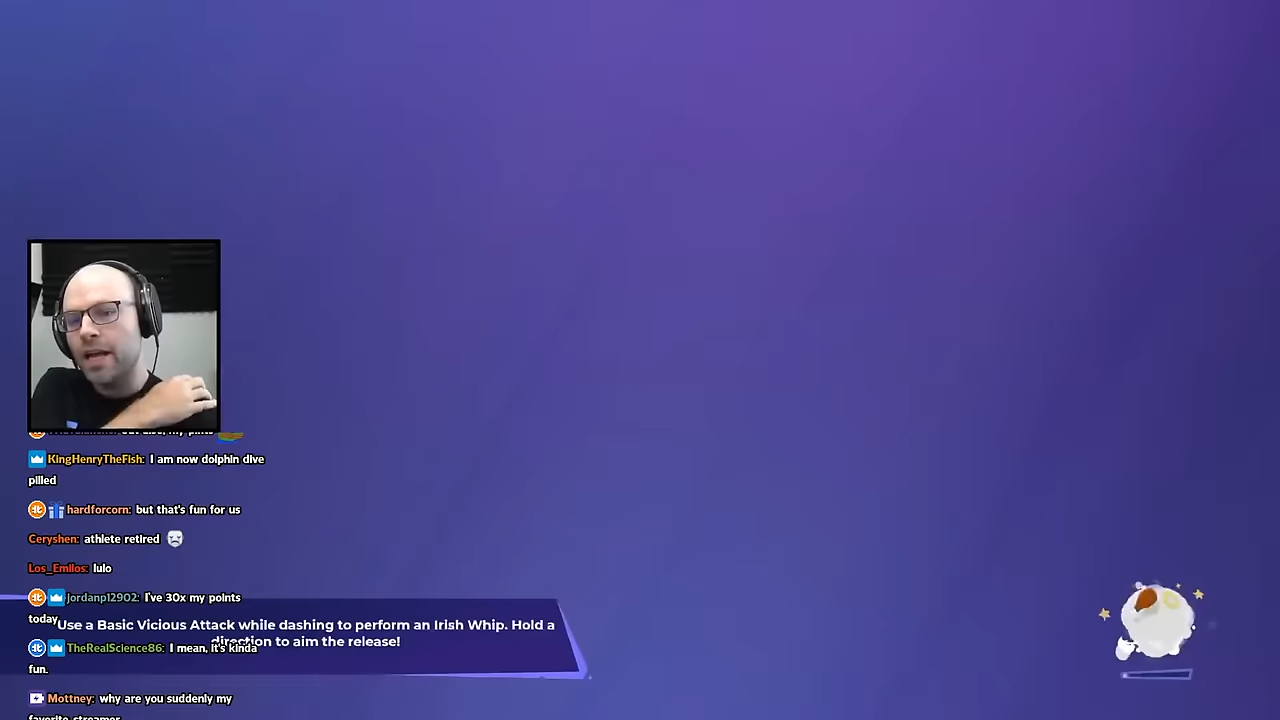 KingHenryTheFish: I am now dolphin dive
pilled
hardforcorn: but that's fun for us
Ceryshen: athlete retired
Los_Emilos: lulo
Jordanp12902: I've 30x my points
today
Use a Basic Vicious Attack while dashing to perform an Irish Whip. Hold a
direction to aim the release!
TheRealScience86: I mean, it's kinda
fun.
Mottney: why are you suddenly my
favorite streamer